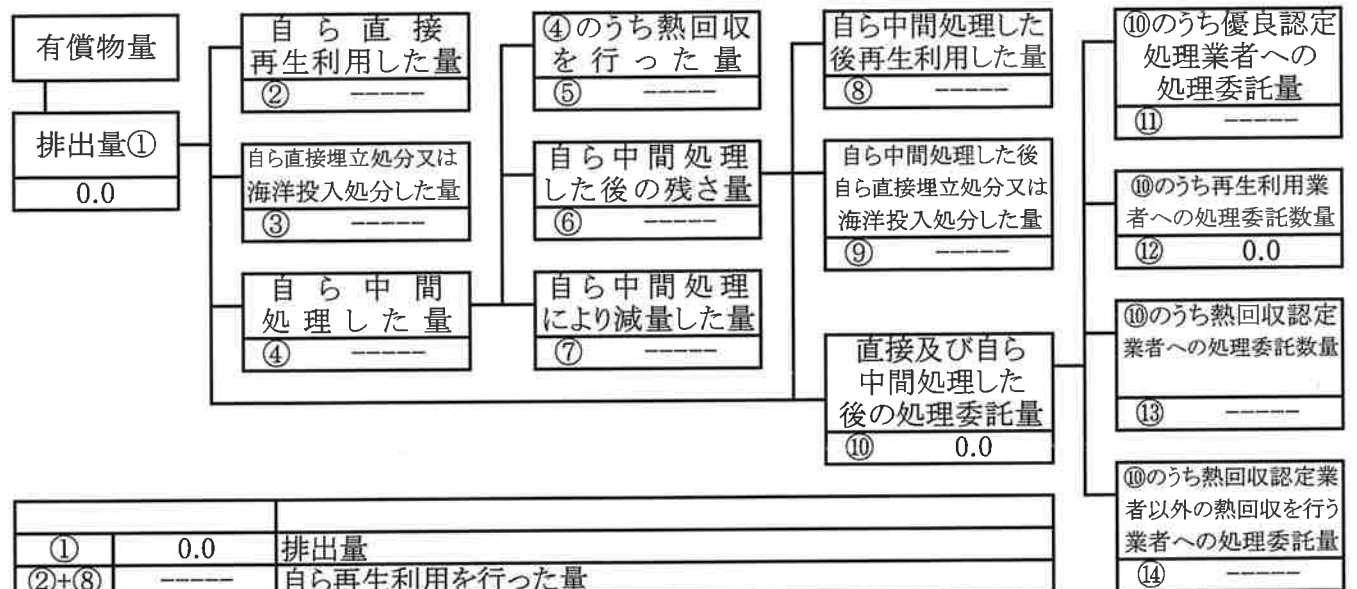 有償物量
排出量①
0.0
自ら直接
再生利用した量
② -----
自ら直接埋立処分又は
海洋投入処分した量
③ -----
自ら中間
処理した量
④ -----
④のうち熱回収
を行った量
⑤ -----
自ら中間処理
した後の残さ量
⑥ -----
自ら中間処理
により減量した量
⑦ -----
自ら中間処理した
後再生利用した量
⑧ -----
自ら中間処理した後
自ら直接埋立処分又は
海洋投入処分した量
⑨ -----
直接及び自ら
中間処理した
後の処理委託量
⑩ 0.0
⑩のうち優良認定
処理業者への
処理委託量
⑪ -----
⑩のうち再生利用業
者への処理委託数量
⑫ 0.0
⑩のうち熱回収認定
業者への処理委託数量
⑬ -----
⑩のうち熱回収認定業
者以外の熱回収を行う
業者への処理委託量
⑭ -----
① 0.0 排出量
②+⑧ ----- 自ら再生利用を行った量